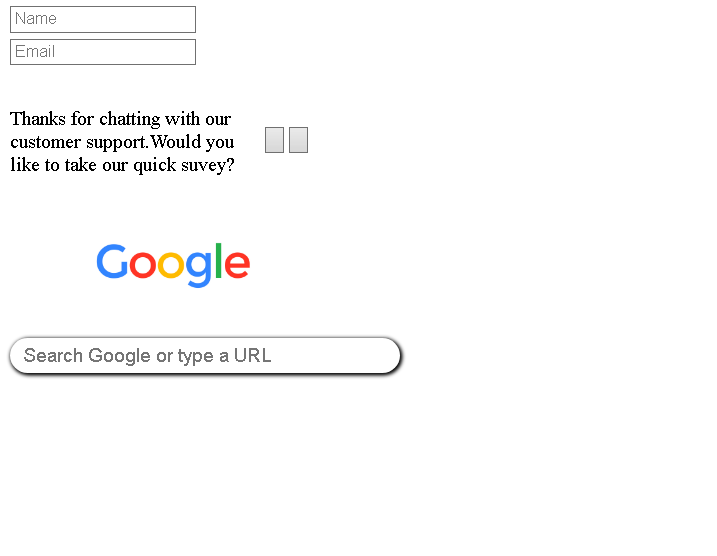 Name
Email
Thanks for chatting with our
customer support.Would you
like to take our quick suvey?
Google
Search Google or type a URL